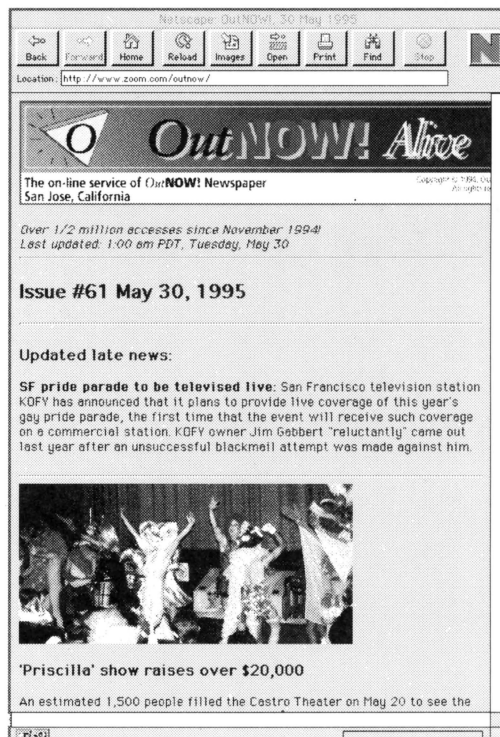 Netscape: OutNOW!, 30 May 1995
Back Forward Home Reload Images Open Print Find Stop N
Location: http://www.zoom.com/outnow/
O OutNOW! Alive
The on-line service of OutNOW! Newspaper
San Jose, California
Copyright © 1994, Ou
All rights re
Over 1/2 million accesses since November 1994!
Last updated: 1:00 am PDT, Tuesday, May 30
Issue #61 May 30, 1995
Updated late news:
SF pride parade to be televised live: San Francisco television station
KOFY has announced that it plans to provide live coverage of this year's
gay pride parade, the first time that the event will receive such coverage
on a commercial station. KOFY owner Jim Gabbert "reluctantly" came out
last year after an unsuccessful blackmail attempt was made against him.
'Priscilla' show raises over $20,000
An estimated 1,500 people filled the Castro Theater on May 20 to see the